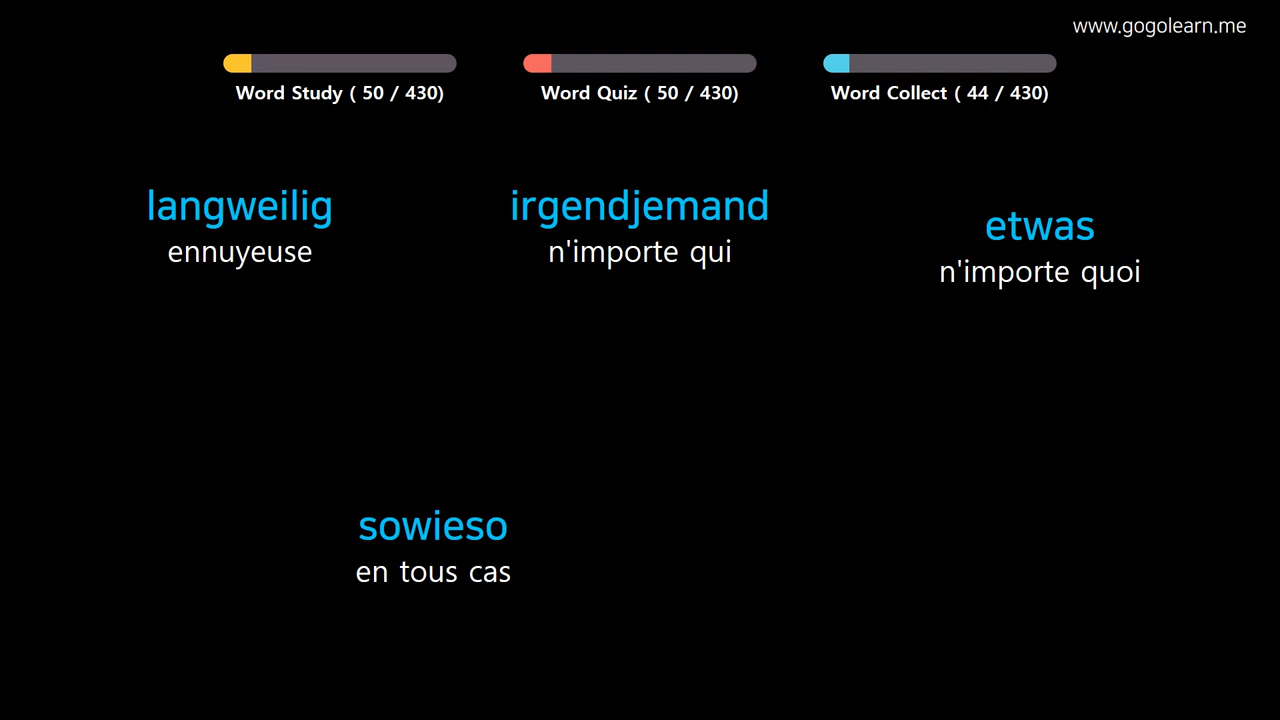 www.gogolearn.me
Word Study ( 50 / 430)
Word Quiz ( 50 / 430)
Word Collect ( 44 / 430)
langweilig
ennuyeuse
irgendjemand
n'importe qui
etwas
n'importe quoi
sowieso
en tous cas